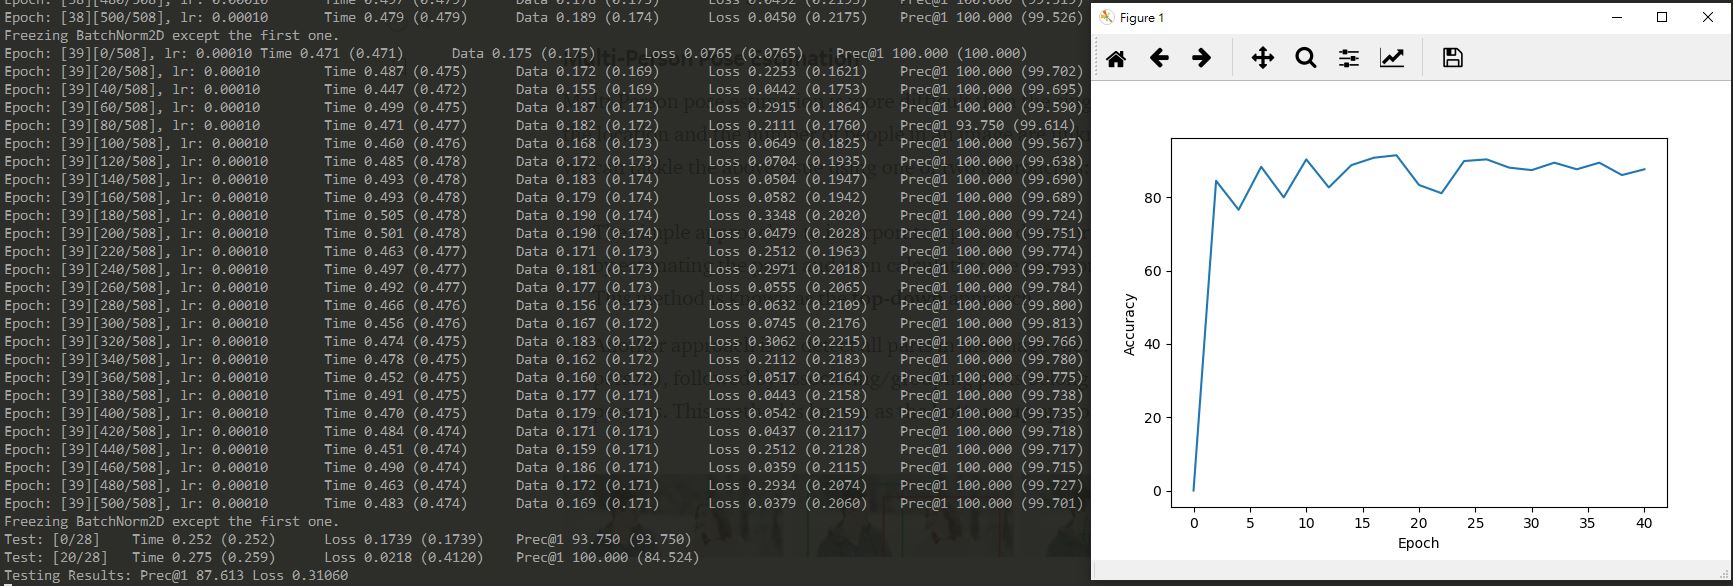 [38][500/508], lr: 0.00010 Time 0.479 (0.479) Data 0.189 (0.174) Loss 0.0450 (0.2175) Prec@1 100.000 (99.526)
Freezing BatchNorm2D except the first one.
Epoch: [39][0/508], lr: 0.00010 Time 0.471 (0.471) Data 0.175 (0.175) Loss 0.0765 (0.0765) Prec@1 100.000 (100.000)
Epoch: [39][20/508], lr: 0.00010 Time 0.487 (0.475) Data 0.172 (0.169) Loss 0.2253 (0.1621) Prec@1 100.000 (99.702)
Epoch: [39][40/508], lr: 0.00010 Time 0.447 (0.472) Data 0.155 (0.169) Loss 0.0442 (0.1753) Prec@1 100.000 (99.695)
Epoch: [39][60/508], lr: 0.00010 Time 0.499 (0.475) Data 0.187 (0.171) Loss 0.2915 (0.1864) Prec@1 100.000 (99.590)
Epoch: [39][80/508], lr: 0.00010 Time 0.471 (0.477) Data 0.182 (0.172) Loss 0.2111 (0.1760) Prec@1 93.750 (99.614)
Epoch: [39][100/508], lr: 0.00010 Time 0.460 (0.476) Data 0.168 (0.173) Loss 0.0649 (0.1825) Prec@1 100.000 (99.567)
Epoch: [39][120/508], lr: 0.00010 Time 0.485 (0.478) Data 0.172 (0.173) Loss 0.0704 (0.1935) Prec@1 100.000 (99.638)
Epoch: [39][140/508], lr: 0.00010 Time 0.493 (0.478) Data 0.183 (0.174) Loss 0.0504 (0.1947) Prec@1 100.000 (99.690)
Epoch: [39][160/508], lr: 0.00010 Time 0.493 (0.478) Data 0.179 (0.174) Loss 0.0582 (0.1942) Prec@1 100.000 (99.689)
Epoch: [39][180/508], lr: 0.00010 Time 0.505 (0.478) Data 0.190 (0.174) Loss 0.3348 (0.2020) Prec@1 100.000 (99.724)
Epoch: [39][200/508], lr: 0.00010 Time 0.501 (0.478) Data 0.190 (0.174) Loss 0.0479 (0.2028) Prec@1 100.000 (99.751)
Epoch: [39][220/508], lr: 0.00010 Time 0.463 (0.477) Data 0.171 (0.173) Loss 0.2512 (0.1963) Prec@1 100.000 (99.774)
Epoch: [39][240/508], lr: 0.00010 Time 0.497 (0.477) Data 0.181 (0.173) Loss 0.2971 (0.2018) Prec@1 100.000 (99.793)
Epoch: [39][260/508], lr: 0.00010 Time 0.492 (0.477) Data 0.177 (0.173) Loss 0.0555 (0.2065) Prec@1 100.000 (99.784)
Epoch: [39][280/508], lr: 0.00010 Time 0.466 (0.476) Data 0.156 (0.173) Loss 0.0632 (0.2109) Prec@1 100.000 (99.800)
Epoch: [39][300/508], lr: 0.00010 Time 0.456 (0.476) Data 0.167 (0.172) Loss 0.0745 (0.2176) Prec@1 100.000 (99.813)
Epoch: [39][320/508], lr: 0.00010 Time 0.474 (0.475) Data 0.183 (0.172) Loss 0.3062 (0.2215) Prec@1 100.000 (99.766)
Epoch: [39][340/508], lr: 0.00010 Time 0.478 (0.475) Data 0.162 (0.172) Loss 0.2112 (0.2183) Prec@1 100.000 (99.780)
Epoch: [39][360/508], lr: 0.00010 Time 0.452 (0.475) Data 0.160 (0.172) Loss 0.0517 (0.2164) Prec@1 100.000 (99.775)
Epoch: [39][380/508], lr: 0.00010 Time 0.491 (0.475) Data 0.177 (0.171) Loss 0.0443 (0.2158) Prec@1 100.000 (99.738)
Epoch: [39][400/508], lr: 0.00010 Time 0.470 (0.475) Data 0.179 (0.171) Loss 0.0542 (0.2159) Prec@1 100.000 (99.735)
Epoch: [39][420/508], lr: 0.00010 Time 0.484 (0.474) Data 0.171 (0.171) Loss 0.0437 (0.2117) Prec@1 100.000 (99.718)
Epoch: [39][440/508], lr: 0.00010 Time 0.451 (0.474) Data 0.159 (0.171) Loss 0.2512 (0.2128) Prec@1 100.000 (99.717)
Epoch: [39][460/508], lr: 0.00010 Time 0.490 (0.474) Data 0.186 (0.171) Loss 0.0359 (0.2115) Prec@1 100.000 (99.715)
Epoch: [39][480/508], lr: 0.00010 Time 0.463 (0.474) Data 0.172 (0.171) Loss 0.2934 (0.2074) Prec@1 100.000 (99.727)
Epoch: [39][500/508], lr: 0.00010 Time 0.483 (0.474) Data 0.169 (0.171) Loss 0.0379 (0.2060) Prec@1 100.000 (99.701)
Freezing BatchNorm2D except the first one.
Test: [0/28] Time 0.252 (0.252) Loss 0.1739 (0.1739) Prec@1 93.750 (93.750)
Test: [20/28] Time 0.275 (0.259) Loss 0.0218 (0.4120) Prec@1 100.000 (84.524)
Testing Results: Prec@1 87.613 Loss 0.31060
Multi-Person Pose Estimation
Figure 1
80
60
40
20
0
Accuracy
0 5 10 15 20 25 30 35 40
Epoch